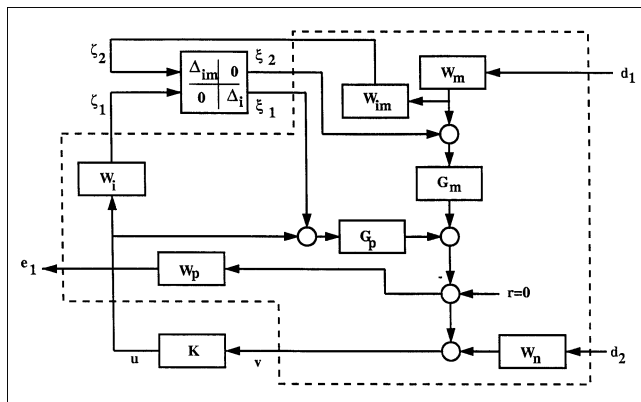 ζ2
Δim 0
0 Δi
ξ2
ξ1
ζ1
Wm
d1
Wim
Gm
Wi
Gp
e1
Wp
-
r=0
u
K
v
Wn
d2